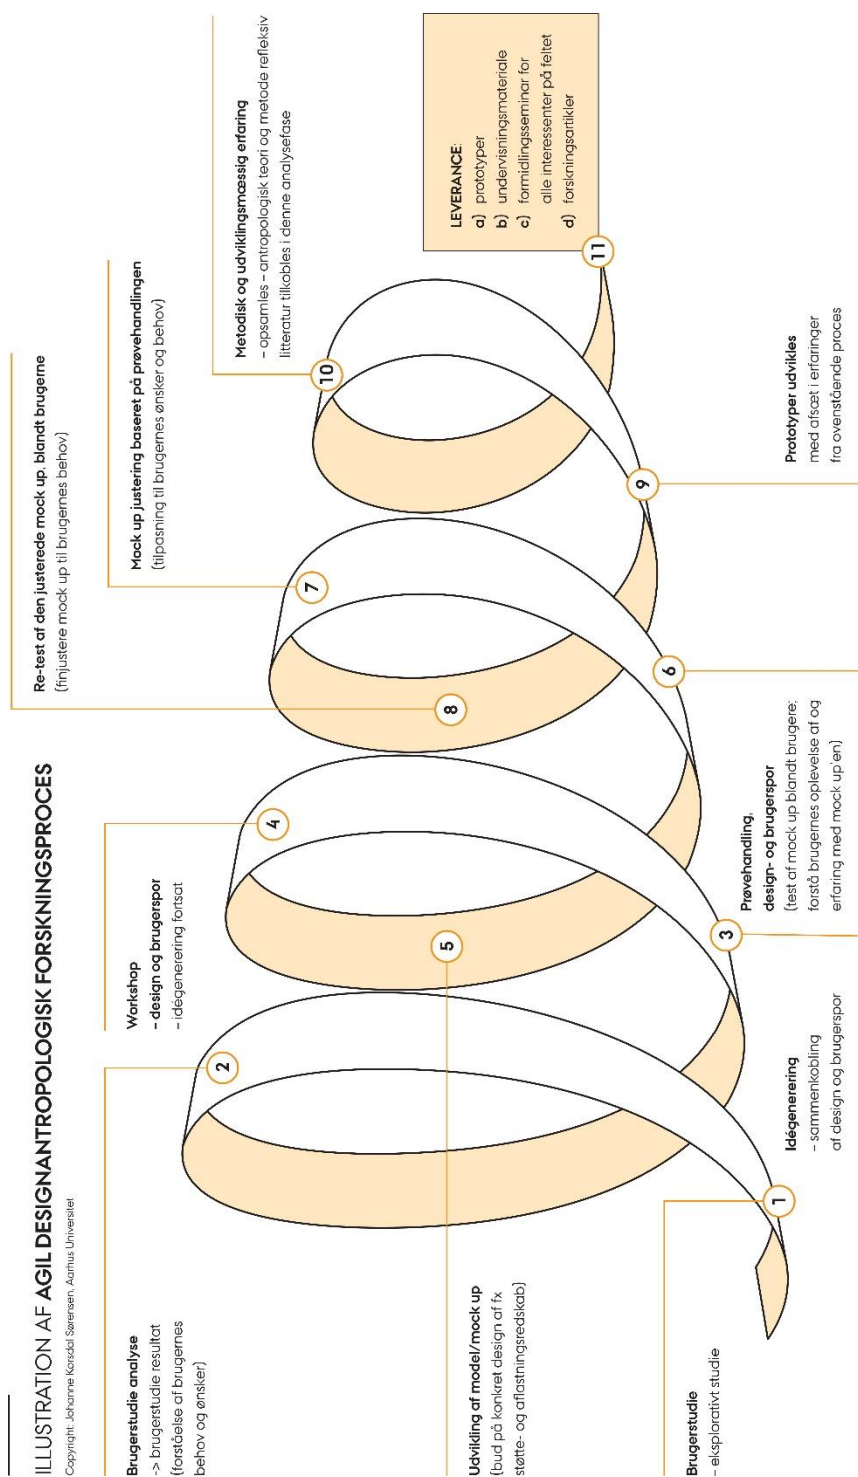 ILLUSTRATION AF AGIL DESIGNANTROPOLOGISK FORSKNINGSPROCES
Copyright: Johanne Korsdal Sørensen, Aarhus Universitet
Brugerstudie analyse
-> brugerstudie resultat
(forståelse af brugernes
behov og ønsker)
Workshop
– design og brugerspor
– idégenerering fortsat
Re-test af den justerede mock up, blandt brugerne
(finjustere mock up til brugernes behov)
Mock up justering baseret på prøvehandlingen
(tilpasning til brugernes ønsker og behov)
Metodisk og udviklingsmæssig erfaring
– opsamles – antropologisk teori og metode refleksiv
litteratur tilkobles i denne analysefase
2
4
7
10
5
8
LEVERANCE:
a) prototyper
b) undervisningsmateriale
c) formidlingsseminar for
alle interessenter på feltet
d) forskningsartikler
11
1
3
6
9
Udvikling af model/mock up
(bud på konkret design af fx
støtte- og aflastningsredskab)
Brugerstudie
– eksplorativt studie
Idégenerering
– sammenkobling
af design og brugerspor
Prøvehandling,
design- og brugerspor
(test af mock up blandt brugere;
forstå brugernes oplevelse af og
erfaring med mock up'en)
Prototyper udvikles
med afsæt i erfaringer
fra ovenstående proces